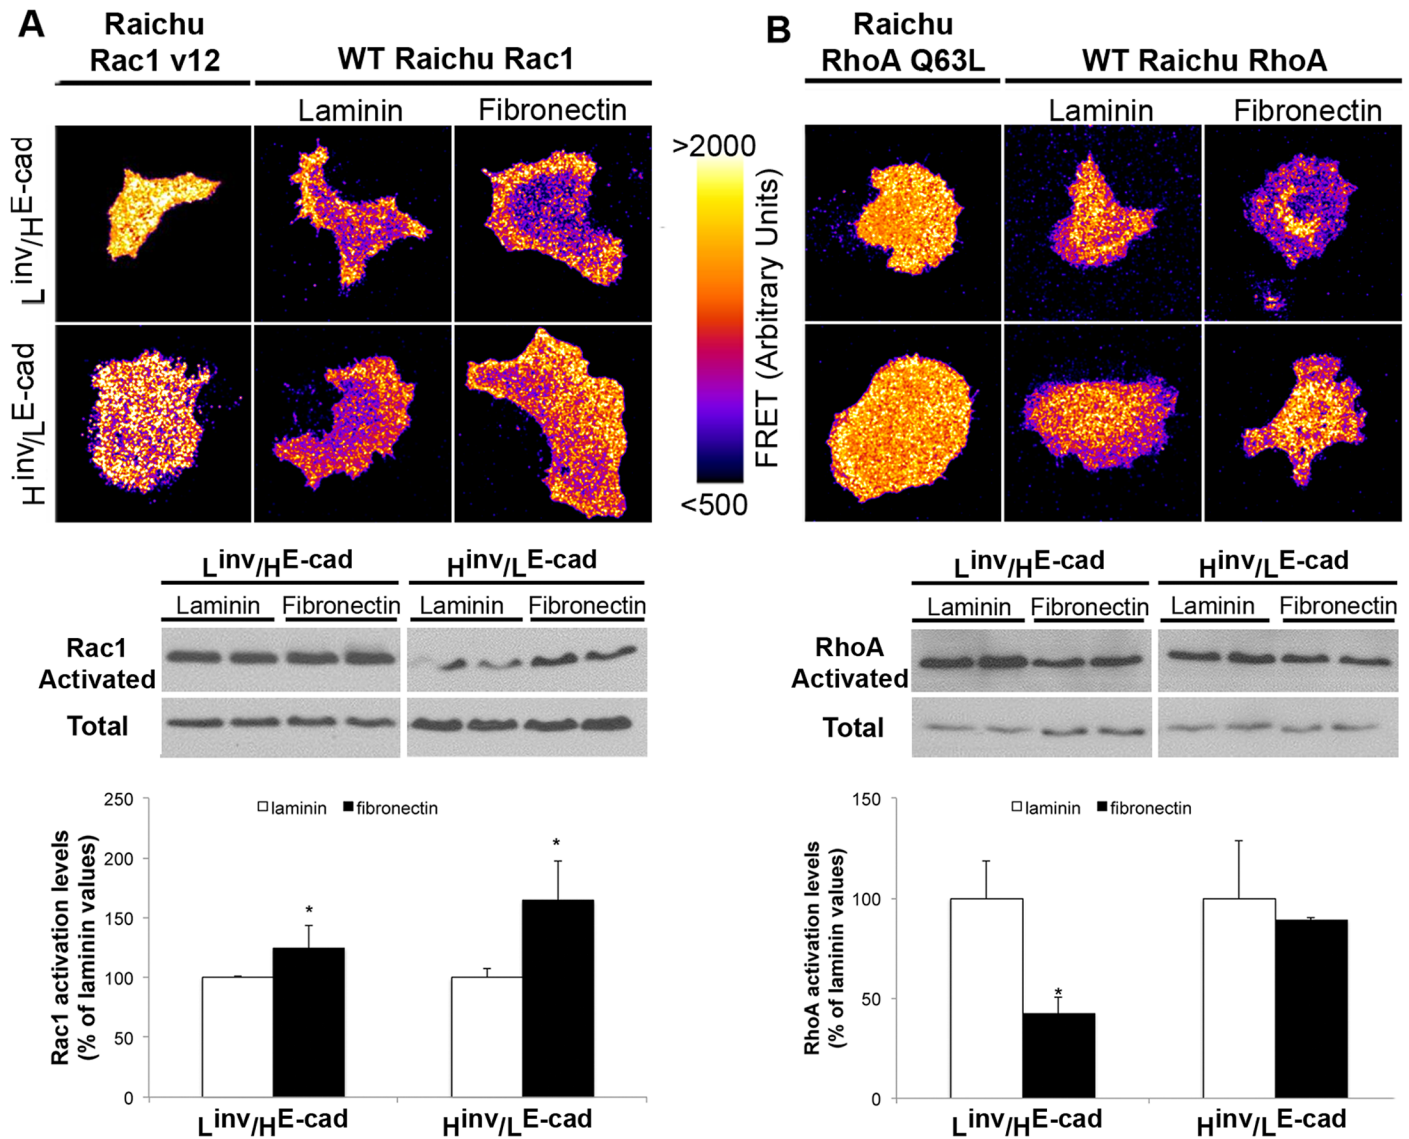 A
Raichu
Rac1 v12
WT Raichu Rac1
Laminin
Fibronectin
L inv/HE-cad
H inv/LE-cad
>2000
FRET (Arbitrary Units)
<500
B
Raichu
RhoA Q63L
WT Raichu RhoA
Laminin
Fibronectin
Linv/HE-cad
Hinv/LE-cad
Laminin
Fibronectin
Laminin
Fibronectin
Rac1
Activated
Total
Linv/HE-cad
Hinv/LE-cad
Laminin
Fibronectin
Laminin
Fibronectin
RhoA
Activated
Total
250
200
150
100
50
0
Rac1 activation levels
(% of laminin values)
laminin
fibronectin
*
*
Linv/HE-cad
Hinv/LE-cad
150
100
50
0
RhoA activation levels
(% of laminin values)
laminin
fibronectin
*
Linv/HE-cad
Hinv/LE-cad